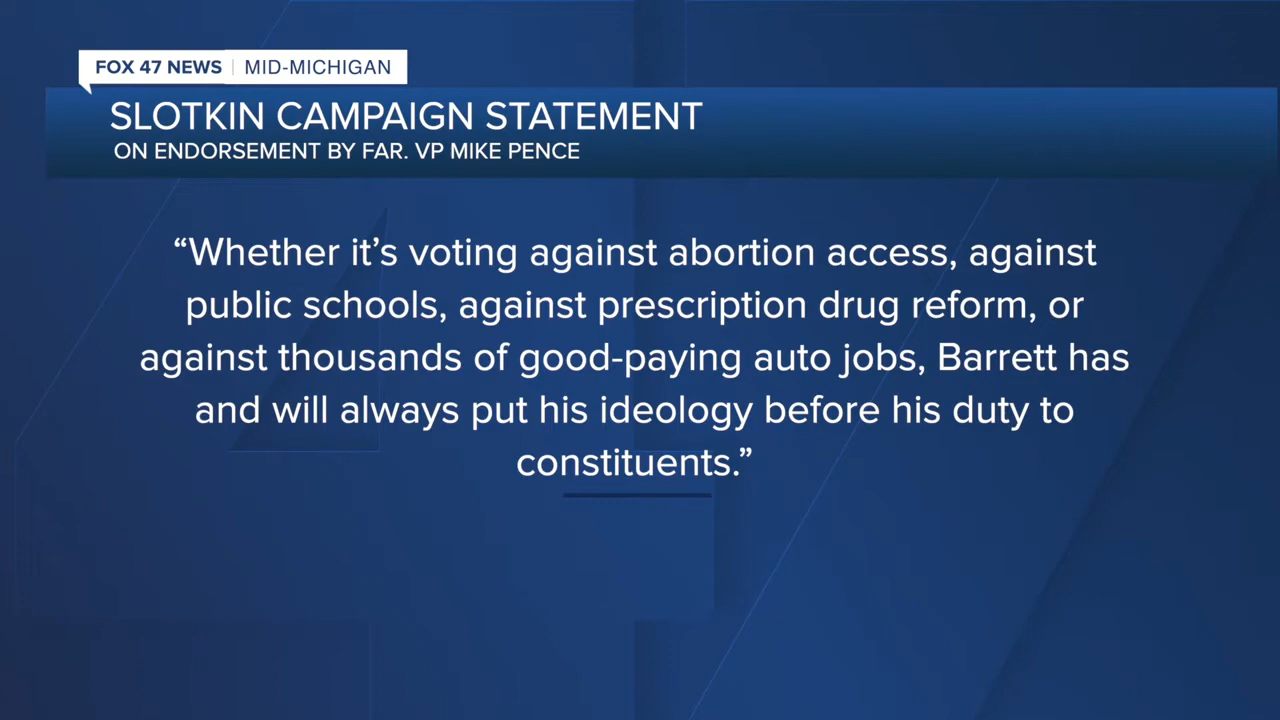 FOX 47 NEWS | MID-MICHIGAN
SLOTKIN CAMPAIGN STATEMENT
ON ENDORSEMENT BY FAR. VP MIKE PENCE
“Whether it’s voting against abortion access, against
public schools, against prescription drug reform, or
against thousands of good-paying auto jobs, Barrett has
and will always put his ideology before his duty to
constituents.”